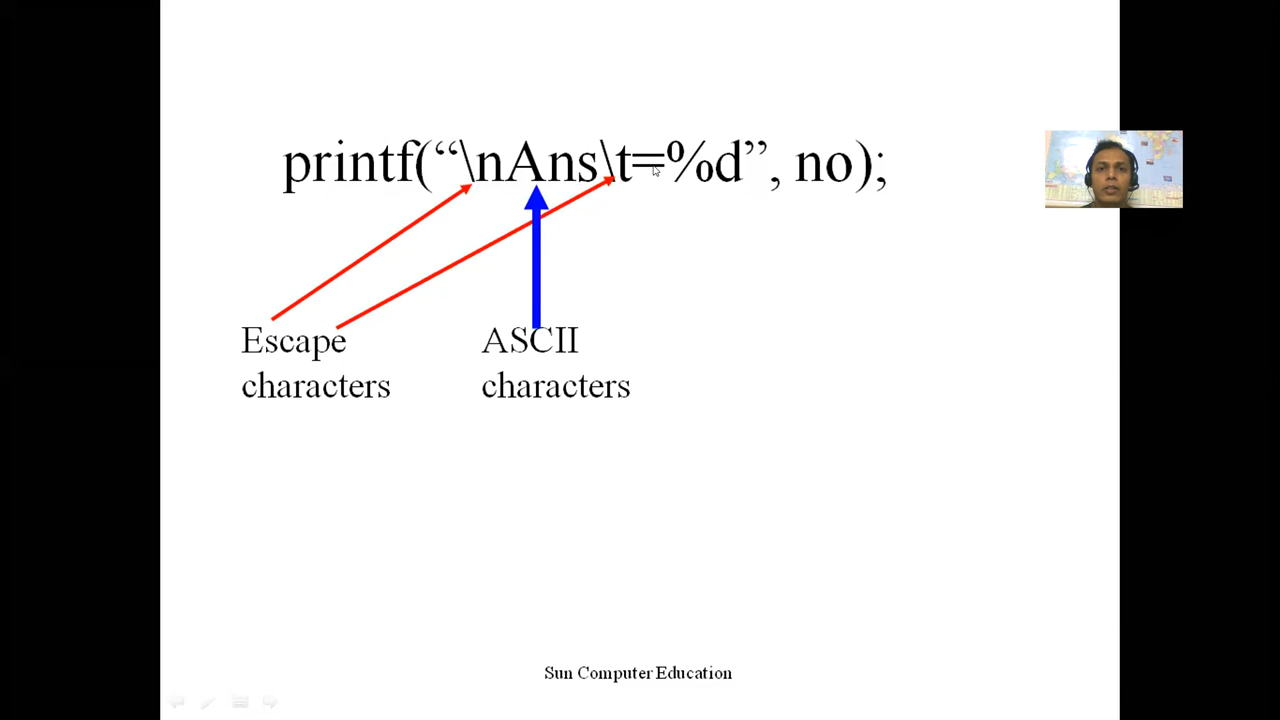 printf(“\nAns\t=%d”, no);
Escape
characters
ASCII
characters
Sun Computer Education